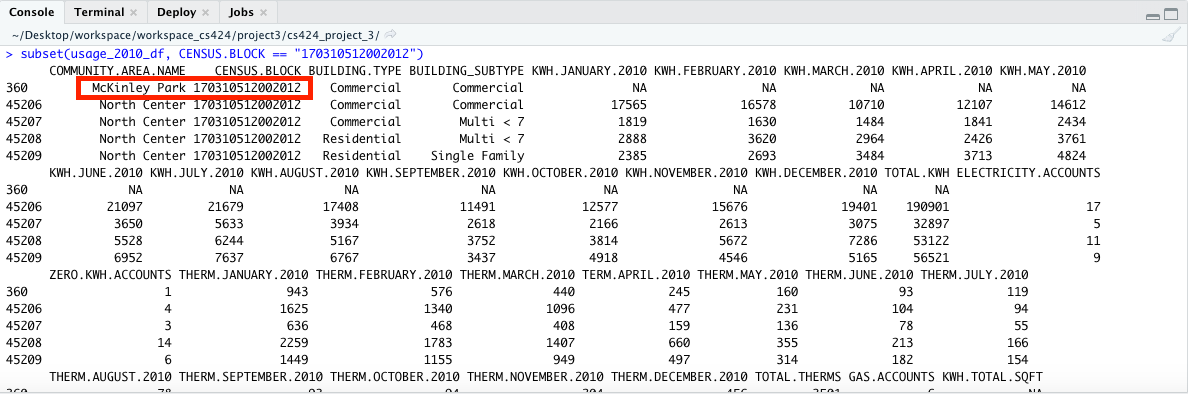 Console Terminal × Deploy × Jobs ×
~/Desktop/workspace/workspace_cs424/project3/cs424_project_3/
> subset(usage_2010_df, CENSUS.BLOCK == "170310512002012")
COMMUNITY.AREA.NAME CENSUS.BLOCK BUILDING.TYPE BUILDING_SUBTYPE KWH.JANUARY.2010 KWH.FEBRUARY.2010 KWH.MARCH.2010 KWH.APRIL.2010 KWH.MAY.2010
360 McKinley Park 170310512002012 Commercial Commercial NA NA NA NA NA
45206 North Center 170310512002012 Commercial Commercial 17565 16578 10710 12107 14612
45207 North Center 170310512002012 Commercial Multi < 7 1819 1630 1484 1841 2434
45208 North Center 170310512002012 Residential Multi < 7 2888 3620 2964 2426 3761
45209 North Center 170310512002012 Residential Single Family 2385 2693 3484 3713 4824
KWH.JUNE.2010 KWH.JULY.2010 KWH.AUGUST.2010 KWH.SEPTEMBER.2010 KWH.OCTOBER.2010 KWH.NOVEMBER.2010 KWH.DECEMBER.2010 TOTAL.KWH ELECTRICITY.ACCOUNTS
360 NA NA NA NA NA NA NA NA
45206 21097 21679 17408 11491 12577 15676 19401 190901 17
45207 3650 5633 3934 2618 2166 2613 3075 32897 5
45208 5528 6244 5167 3752 3814 5672 7286 53122 11
45209 6952 7637 6767 3437 4918 4546 5165 56521 9
ZERO.KWH.ACCOUNTS THERM.JANUARY.2010 THERM.FEBRUARY.2010 THERM.MARCH.2010 TERM.APRIL.2010 THERM.MAY.2010 THERM.JUNE.2010 THERM.JULY.2010
360 1 943 576 440 245 160 93 119
45206 4 1625 1340 1096 477 231 104 94
45207 3 636 468 408 159 136 78 55
45208 14 2259 1783 1407 660 355 213 166
45209 6 1449 1155 949 497 314 182 154
THERM.AUGUST.2010 THERM.SEPTEMBER.2010 THERM.OCTOBER.2010 THERM.NOVEMBER.2010 THERM.DECEMBER.2010 TOTAL.THERMS GAS.ACCOUNTS KWH.TOTAL.SQFT